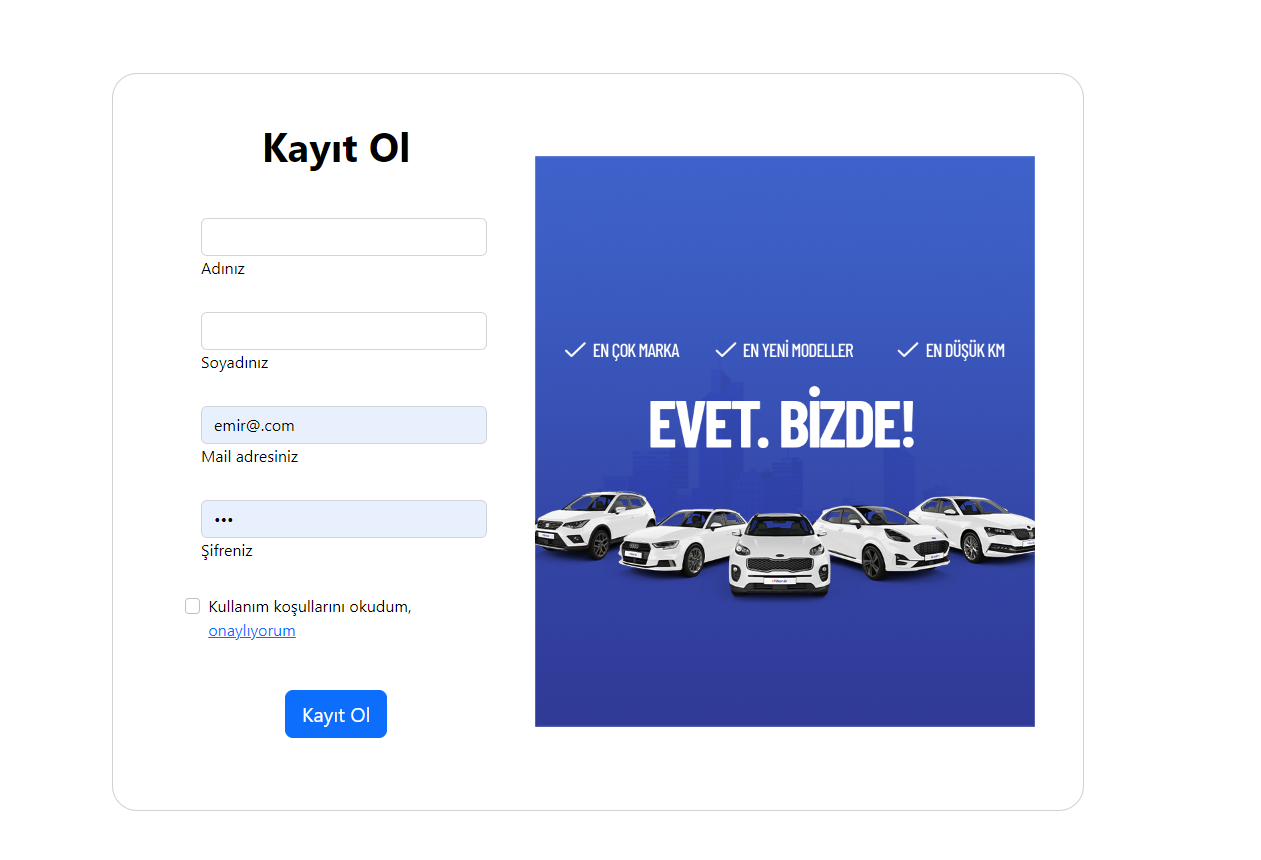 Kayıt Ol
Adınız
Soyadınız
emir@.com
Mail adresiniz
•••
Şifreniz
Kullanım koşullarını okudum,
onaylıyorum
Kayıt Ol
EN ÇOK MARKA EN YENİ MODELLER EN DÜŞÜK KM
EVET. BİZDE!